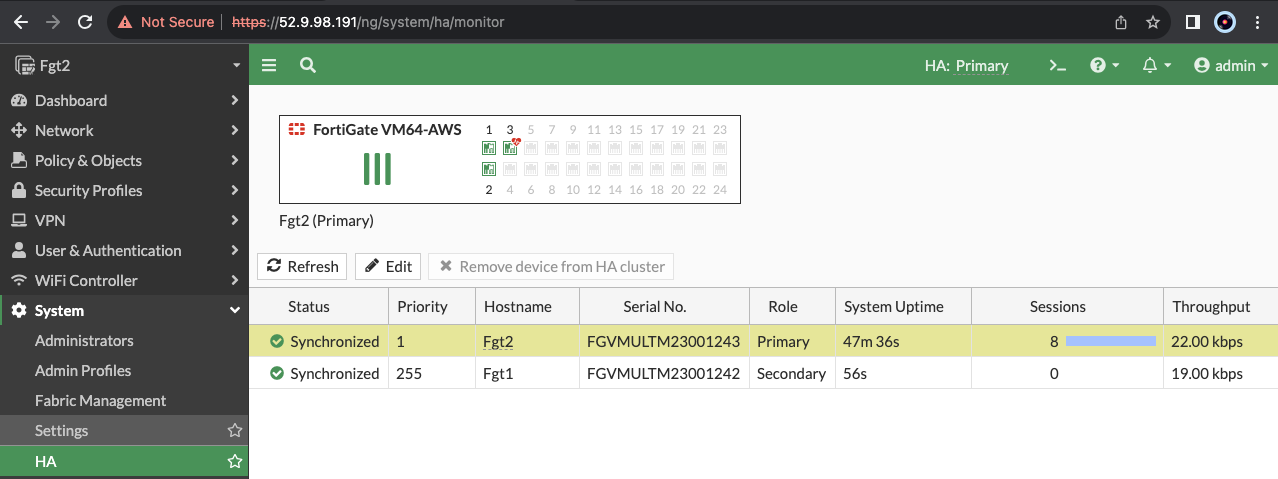 Not Secure https://52.9.98.191/ng/system/ha/monitor
Fgt2
HA: Primary
admin
Dashboard
Network
Policy & Objects
Security Profiles
VPN
User & Authentication
WiFi Controller
System
Administrators
Admin Profiles
Fabric Management
Settings
HA
FortiGate VM64-AWS
1 3 5 7 9 11 13 15 17 19 21 23
2 4 6 8 10 12 14 16 18 20 22 24
Fgt2 (Primary)
Refresh Edit Remove device from HA cluster
Status Priority Hostname Serial No. Role System Uptime Sessions Throughput
Synchronized 1 Fgt2 FGVMULTM23001243 Primary 47m 36s 8 22.00 kbps
Synchronized 255 Fgt1 FGVMULTM23001242 Secondary 56s 0 19.00 kbps